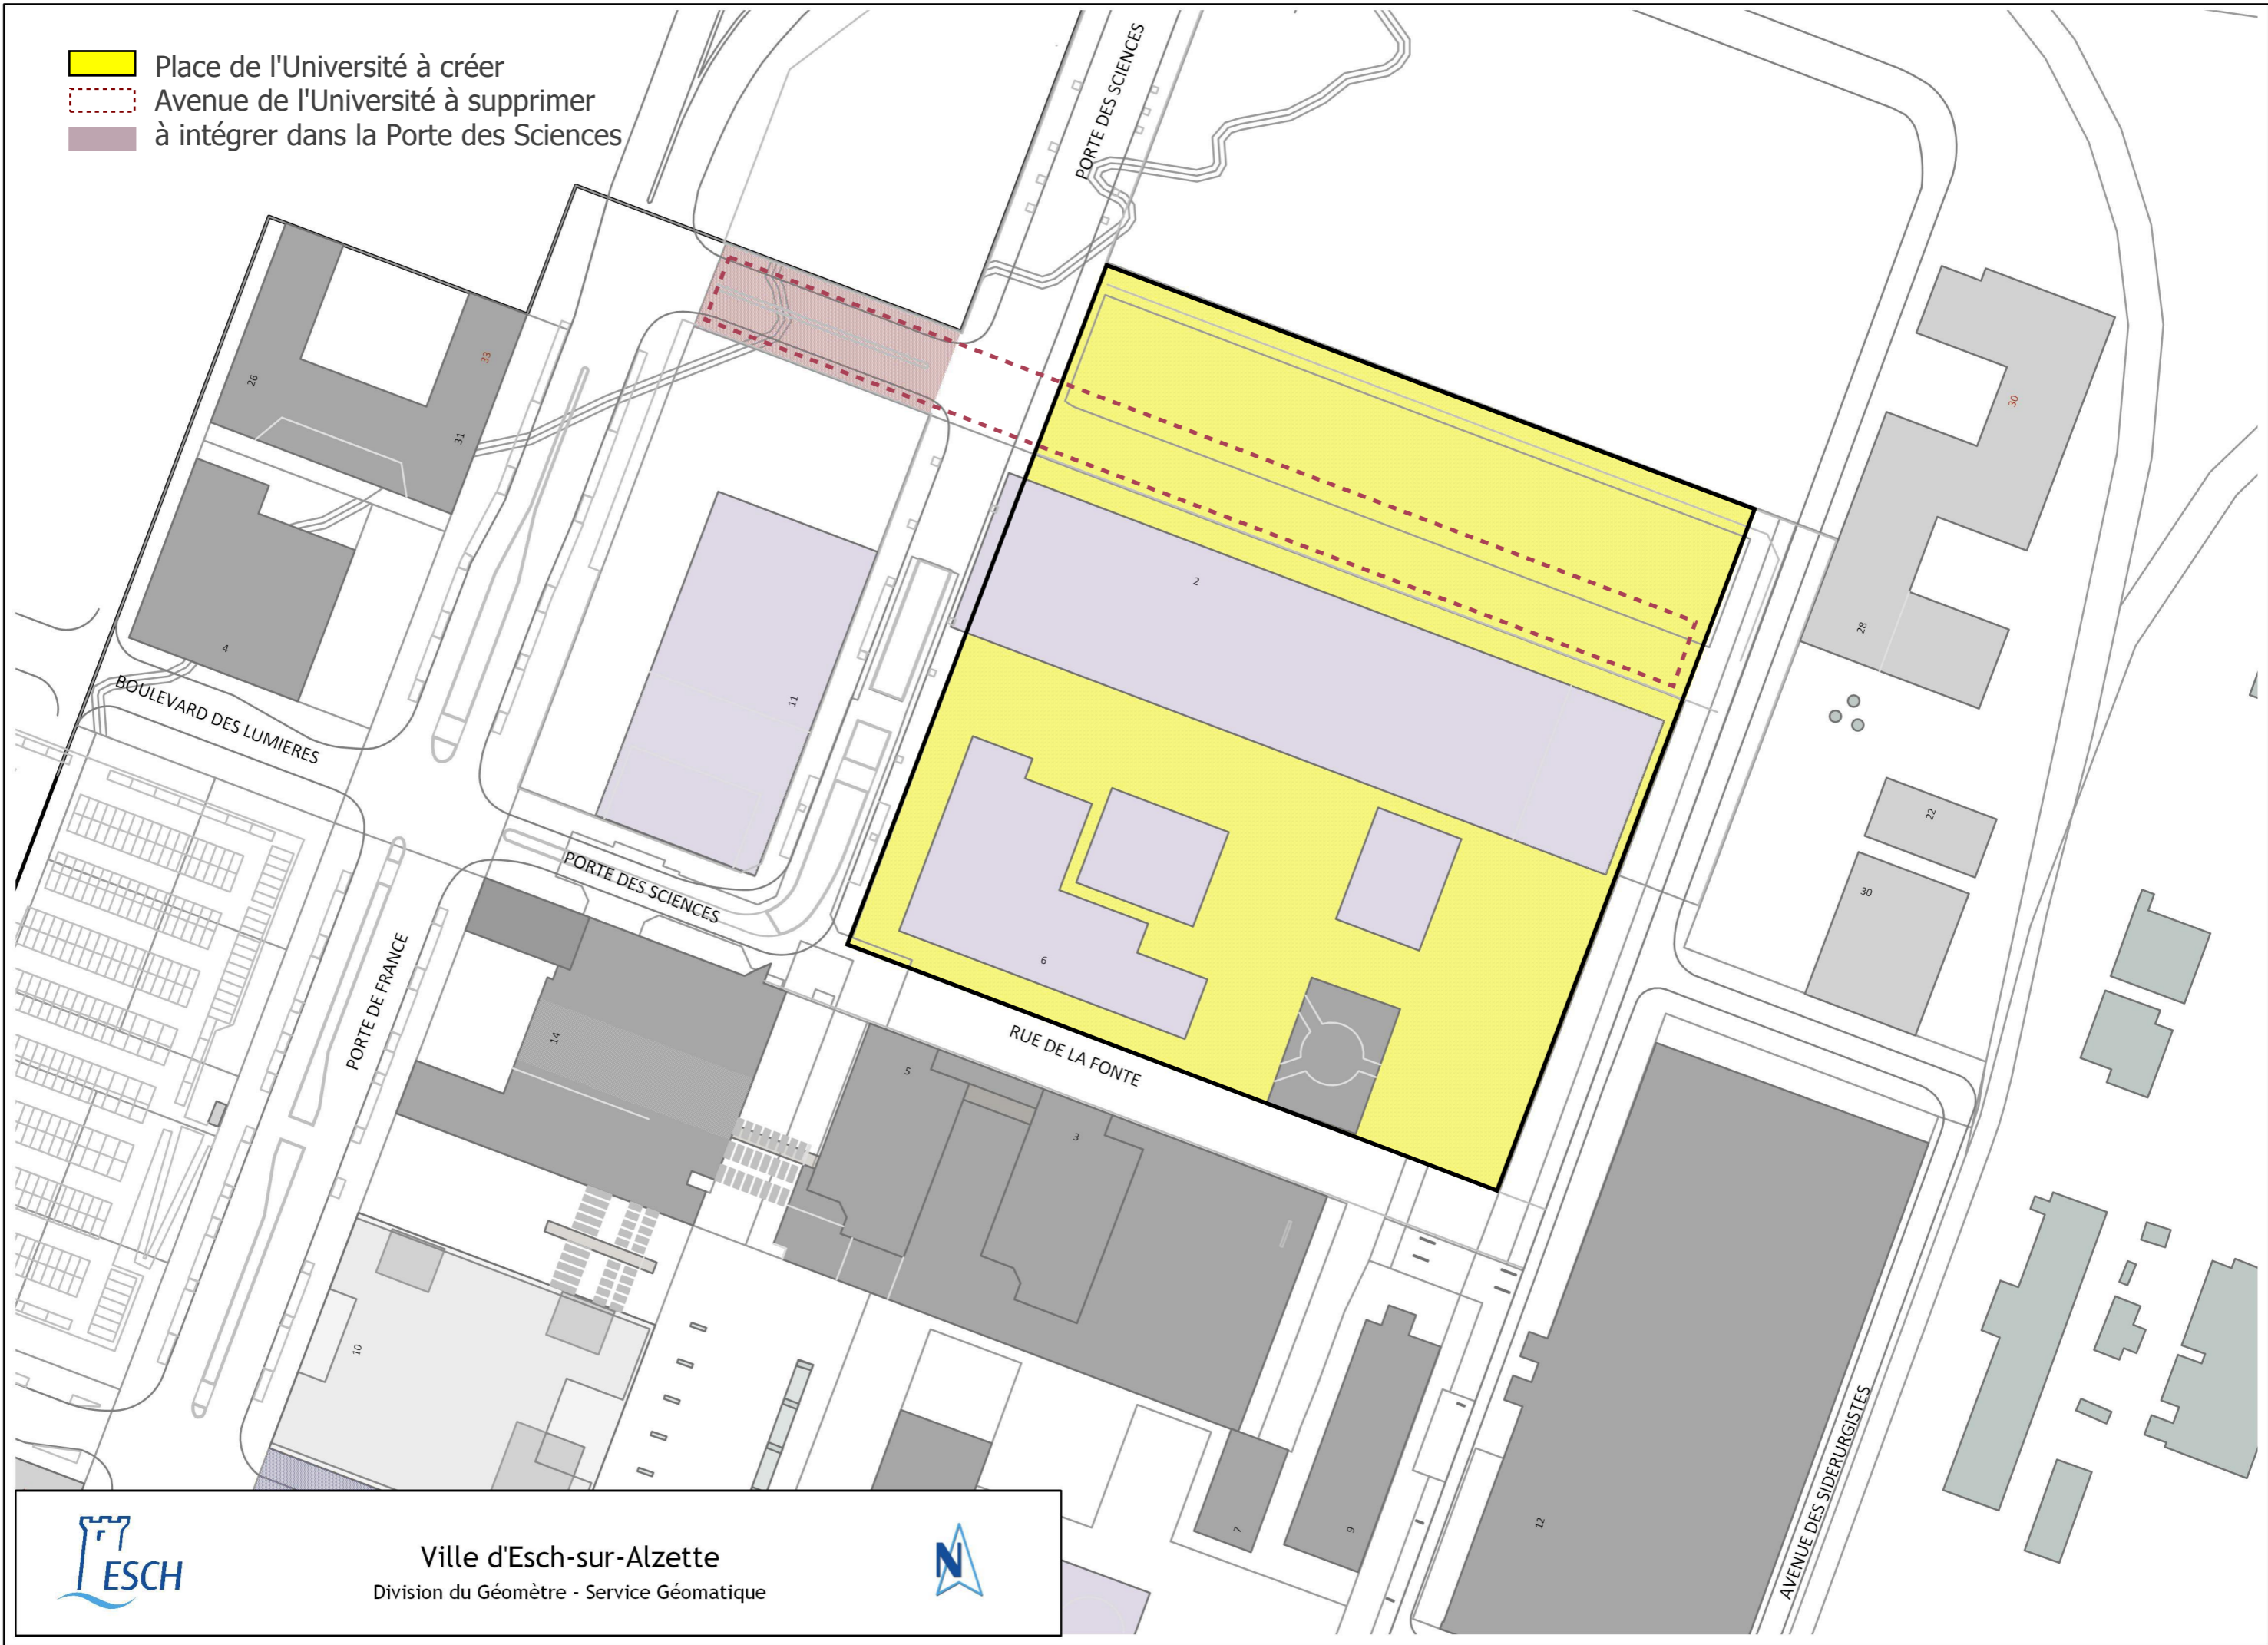 Place de l'Université à créer
Avenue de l'Université à supprimer
à intégrer dans la Porte des Sciences
PORTE DES SCIENCES
33
26
31
30
2
4
28
11
BOULEVARD DES LUMIERES
22
PORTE DES SCIENCES
30
6
PORTE DE FRANCE
14
RUE DE LA FONTE
5
3
10
12
7
9
AVENUE DES SIDERURGISTES
ESCH
Ville d'Esch-sur-Alzette
Division du Géomètre - Service Géomatique
N